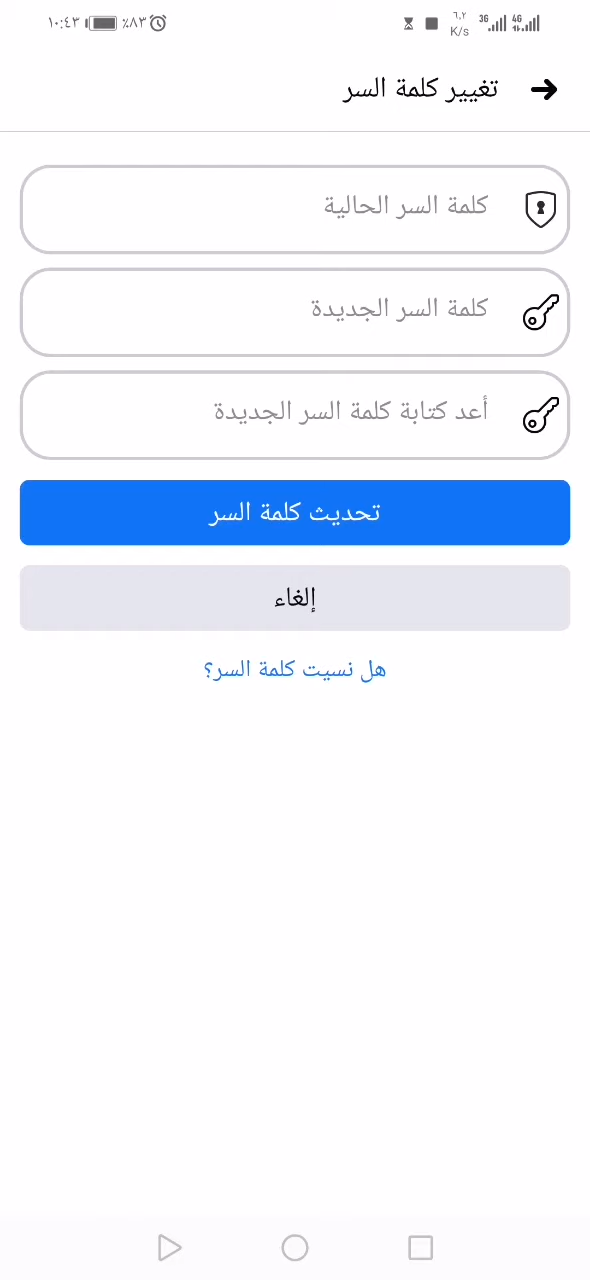 ١٠:٤٣ ٪٨٣ ٦,٢ K/s 3G 4G
تغيير كلمة السر
كلمة السر الحالية
كلمة السر الجديدة
أعد كتابة كلمة السر الجديدة
تحديث كلمة السر
إلغاء
هل نسيت كلمة السر؟